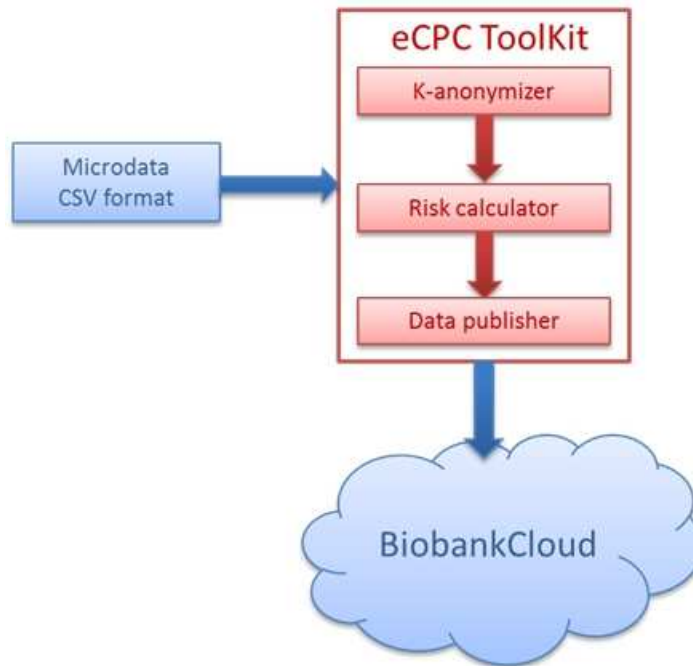 eCPC ToolKit
K-anonymizer
Microdata
CSV format
Risk calculator
Data publisher
BiobankCloud